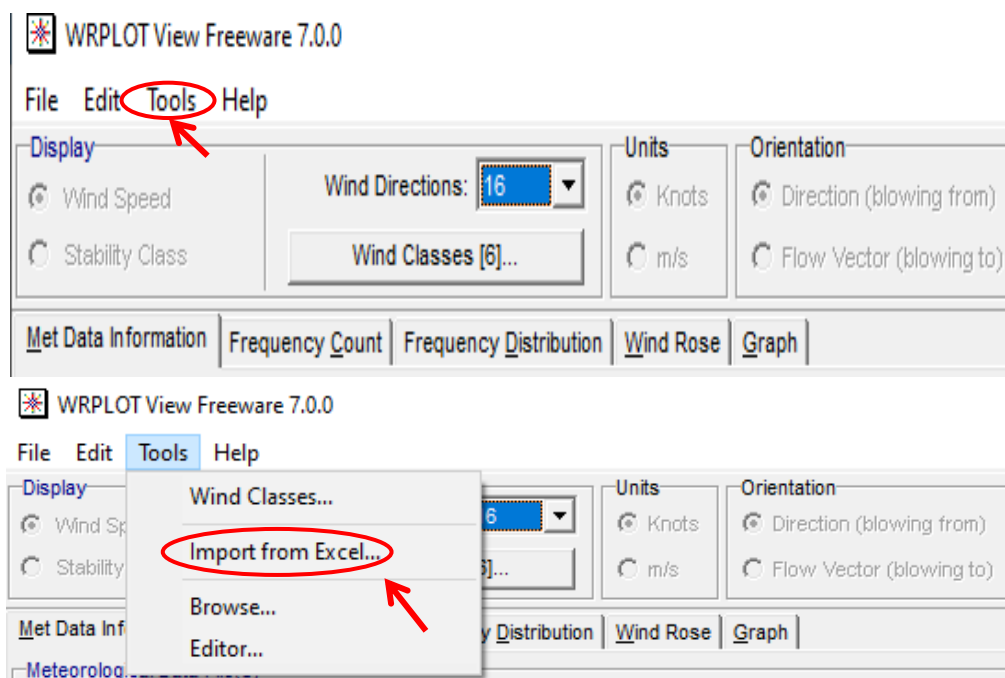 WRPLOT View Freeware 7.0.0
File Edit Tools Help
Display Units Orientation
Wind Speed Wind Directions: 16 Knots Direction (blowing from)
Stability Class Wind Classes [6]... m/s Flow Vector (blowing to)
Met Data Information Frequency Count Frequency Distribution Wind Rose Graph
WRPLOT View Freeware 7.0.0
File Edit Tools Help
Display Wind Classes... Units Orientation
Wind Sp 6 Knots Direction (blowing from)
Import from Excel...
Stability 6]... m/s Flow Vector (blowing to)
Browse...
Met Data Inf y Distribution Wind Rose Graph
Editor...